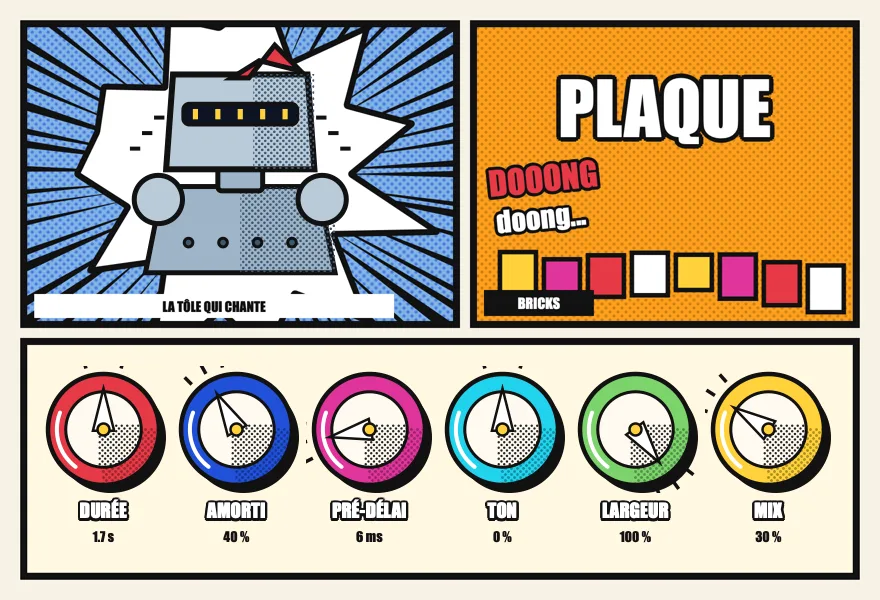 LA TÔLE QUI CHANTE
PLAQUE
DOOONG
doong...
BRICKS
DURÉE
AMORTI
PRÉ-DÉLAI
TON
LARGEUR
MIX
1.7 s
40 %
6 ms
0 %
100 %
30 %